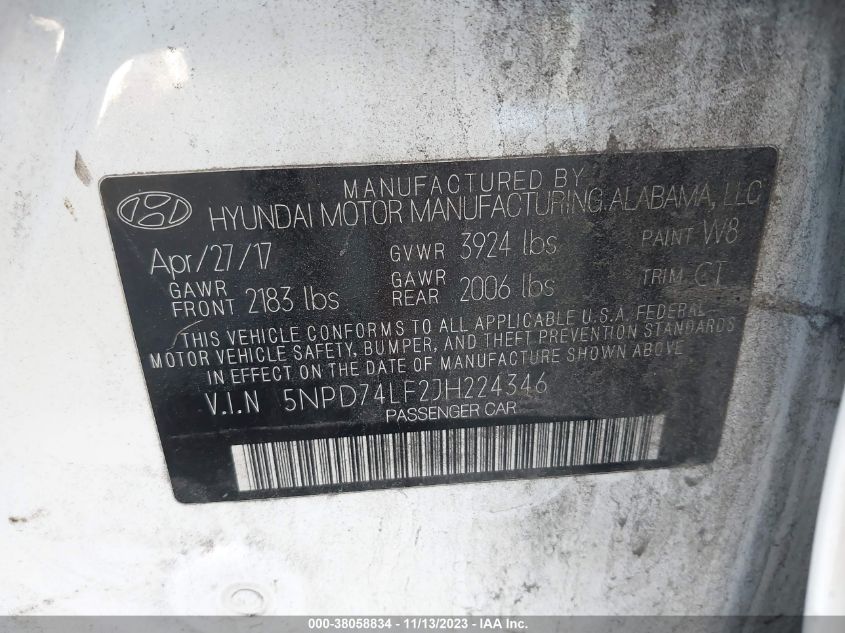 MANUFACTURED BY
HYUNDAI MOTOR MANUFACTURING ALABAMA, LLC
Apr/27/17 GVWR 3924 lbs PAINT W8
GAWR FRONT 2183 lbs GAWR REAR 2006 lbs TRIM CT
THIS VEHICLE CONFORMS TO ALL APPLICABLE U.S.A. FEDERAL
MOTOR VEHICLE SAFETY, BUMPER, AND THEFT PREVENTION STANDARDS
IN EFFECT ON THE DATE OF MANUFACTURE SHOWN ABOVE
V.I.N 5NPD74LF2JH224346
PASSENGER CAR
000-38058834 - 11/13/2023 - IAA Inc.